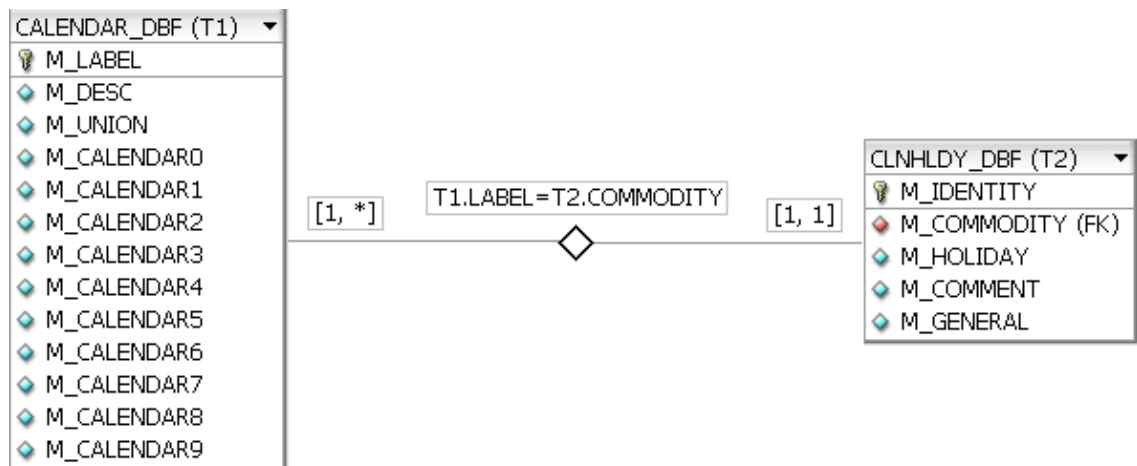 CALENDAR_DBF (T1)
M_LABEL
M_DESC
M_UNION
M_CALENDAR0
M_CALENDAR1
M_CALENDAR2
M_CALENDAR3
M_CALENDAR4
M_CALENDAR5
M_CALENDAR6
M_CALENDAR7
M_CALENDAR8
M_CALENDAR9
[1, *]
T1.LABEL=T2.COMMODITY
[1, 1]
CLNHLDY_DBF (T2)
M_IDENTITY
M_COMMODITY (FK)
M_HOLIDAY
M_COMMENT
M_GENERAL